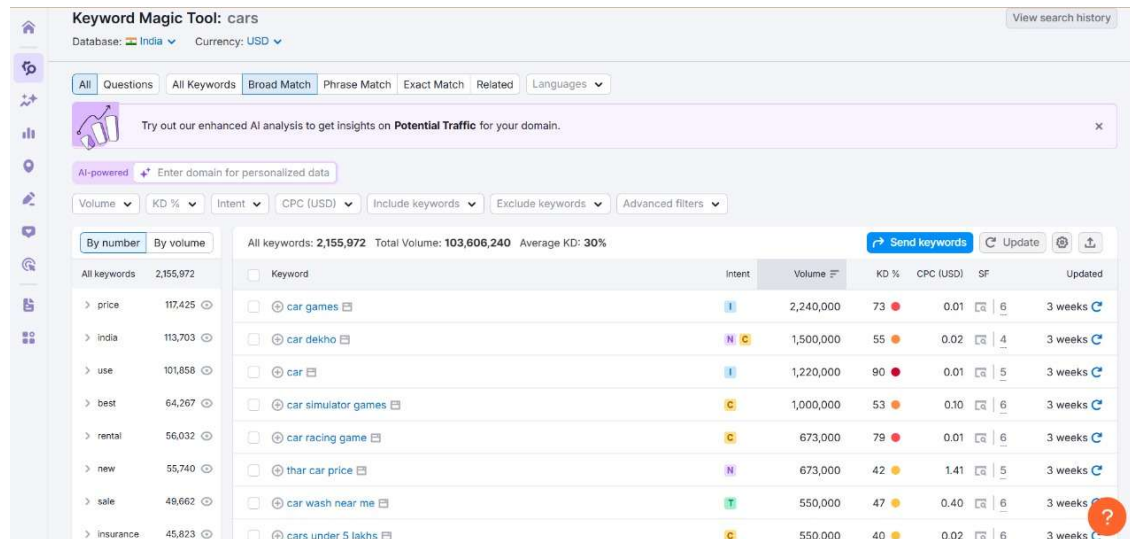 Keyword Magic Tool: cars
View search history
Database: India Currency: USD
All Questions All Keywords Broad Match Phrase Match Exact Match Related Languages
Try out our enhanced AI analysis to get insights on Potential Traffic for your domain.
AI-powered Enter domain for personalized data
Volume KD % Intent CPC (USD) Include keywords Exclude keywords Advanced filters
By number By volume All keywords: 2,155,972 Total Volume: 103,606,240 Average KD: 30% Send keywords Update
All keywords 2,155,972 Keyword Intent Volume KD % CPC (USD) SF Updated
price 117,425 car games I 2,240,000 73 0.01 6 3 weeks
india 113,703 car dekho N C 1,500,000 55 0.02 4 3 weeks
use 101,858 car I 1,220,000 90 0.01 5 3 weeks
best 64,267 car simulator games C 1,000,000 53 0.10 6 3 weeks
rental 56,032 car racing game C 673,000 79 0.01 6 3 weeks
new 55,740 thar car price N 673,000 42 1.41 5 3 weeks
sale 49,662 car wash near me T 550,000 47 0.40 6 3 weeks
insurance 45,823 cars under 5 lakhs C 550,000 40 0.02 6 3 weeks
?